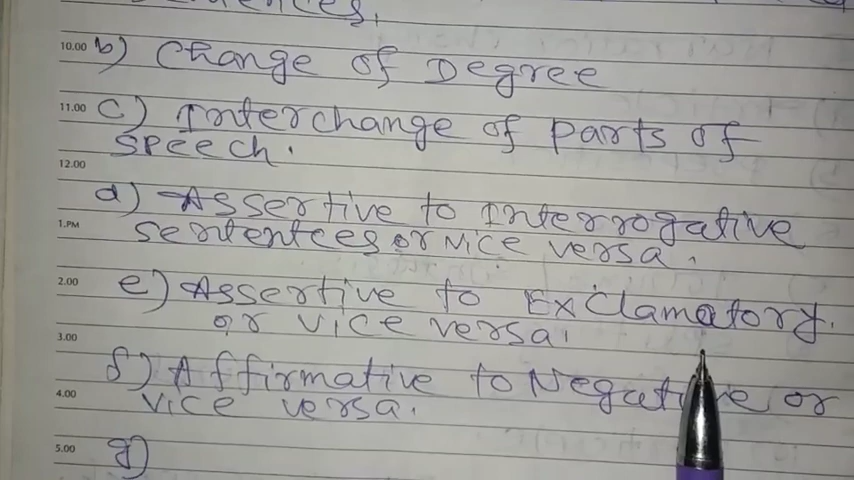 10.00 b) Change of Degree
11.00 c) Interchange of parts of
speech.
12.00
d) Assertive to Interrogative
1.PM sententces or vice versa.
2.00 e) Assertive to Exclamatory.
or vice versa.
3.00
f) Affirmative to Negative or
4.00 vice versa.
5.00 g)